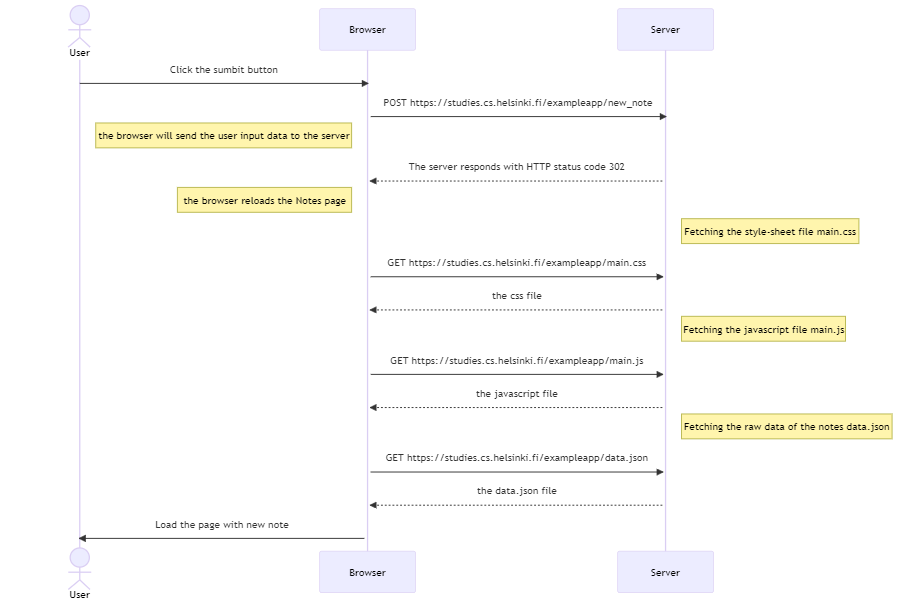 User
Browser
Server
Click the sumbit button
POST https://studies.cs.helsinki.fi/exampleapp/new_note
the browser will send the user input data to the server
The server responds with HTTP status code 302
the browser reloads the Notes page
Fetching the style-sheet file main.css
GET https://studies.cs.helsinki.fi/exampleapp/main.css
the css file
Fetching the javascript file main.js
GET https://studies.cs.helsinki.fi/exampleapp/main.js
the javascript file
Fetching the raw data of the notes data.json
GET https://studies.cs.helsinki.fi/exampleapp/data.json
the data.json file
Load the page with new note
User
Browser
Server